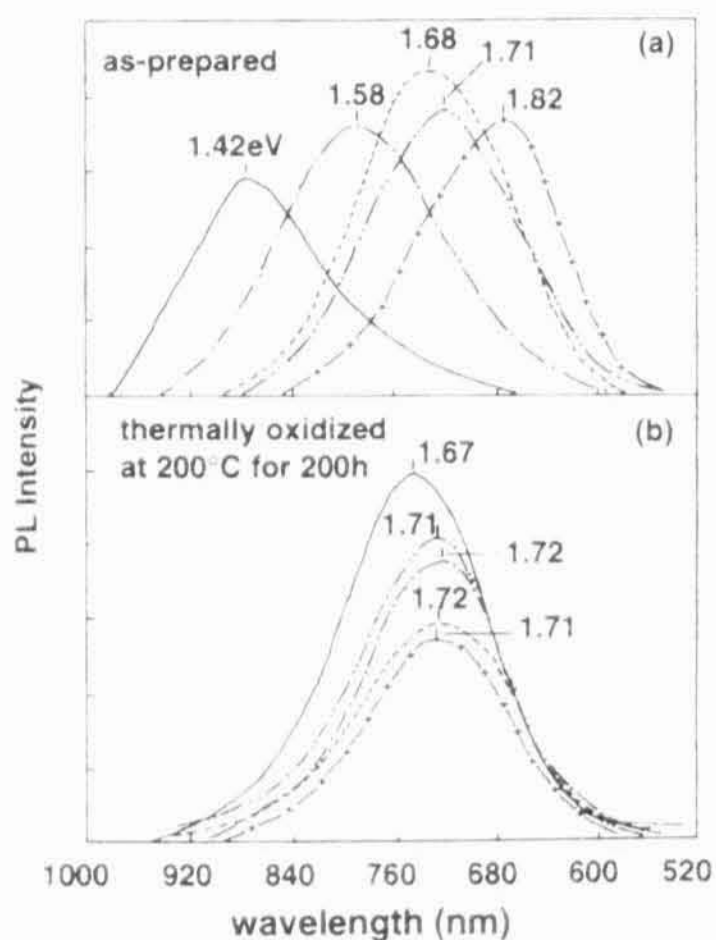 (a)
as-prepared
1.68
1.71
1.58
1.82
1.42eV
PL Intensity
thermally oxidized
at 200°C for 200h
(b)
1.67
1.71
1.72
1.72
1.71
1000 920 840 760 680 600 520
wavelength (nm)